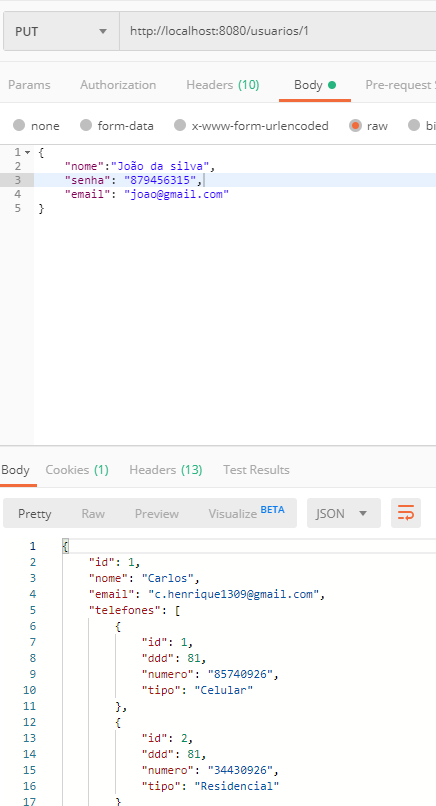 PUT http://localhost:8080/usuarios/1
Params Authorization Headers (10) Body Pre-request S
none form-data x-www-form-urlencoded raw bi
1 {
2 "nome":"João da silva",
3 "senha": "879456315",
4 "email": "joao@gmail.com"
5 }
Body Cookies (1) Headers (13) Test Results
Pretty Raw Preview Visualize BETA JSON
1 {
2 "id": 1,
3 "nome": "Carlos",
4 "email": "c.henrique1309@gmail.com",
5 "telefones": [
6 {
7 "id": 1,
8 "ddd": 81,
9 "numero": "85740926",
10 "tipo": "Celular"
11 },
12 {
13 "id": 2,
14 "ddd": 81,
15 "numero": "34430926",
16 "tipo": "Residencial"
17 }